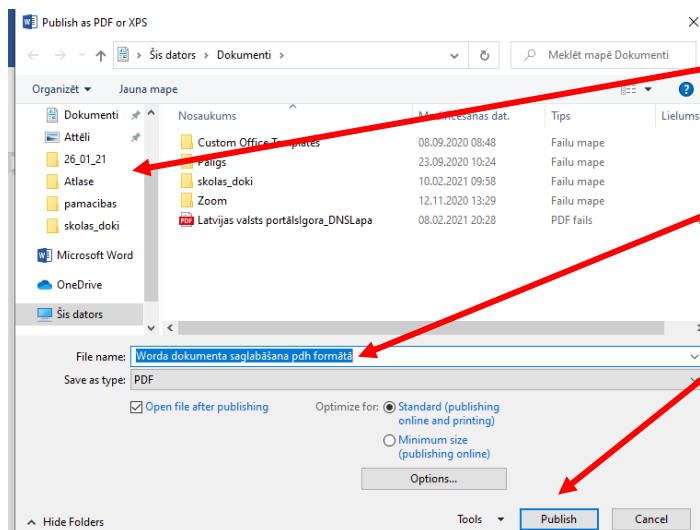 Publish as PDF or XPS
Šis dators > Dokumenti >
Meklēt mapē Dokumenti
Organizēt
Jauna mape
Dokumenti
Attēli
26_01_21
Atlase
pamacibas
skolas_doki
Microsoft Word
OneDrive
Šis dators
Nosaukums Modificēšanas dat. Tips Lielums
Custom Office Templates 08.09.2020 08:48 Failu mape
Palīgs 23.09.2020 10:24 Failu mape
skolas_doki 10.02.2021 09:58 Failu mape
Zoom 12.11.2020 13:29 Failu mape
PDF Latvijas valsts portālsIgora_DNSLapa 08.02.2021 20:28 PDF fails
File name: Worda dokumenta saglabāšana pdh formātā
Save as type: PDF
Open file after publishing
Optimize for: Standard (publishing
online and printing)
Minimum size
(publishing online)
Options...
Hide Folders
Tools
Publish
Cancel